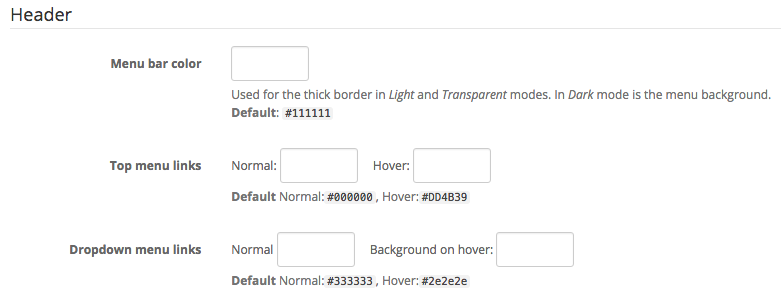 Header
Menu bar color
Used for the thick border in Light and Transparent modes. In Dark mode is the menu background.
Default: #111111
Top menu links Normal: Hover:
Default Normal: #000000 , Hover: #DD4B39
Dropdown menu links Normal Background on hover:
Default Normal: #333333 , Hover: #2e2e2e